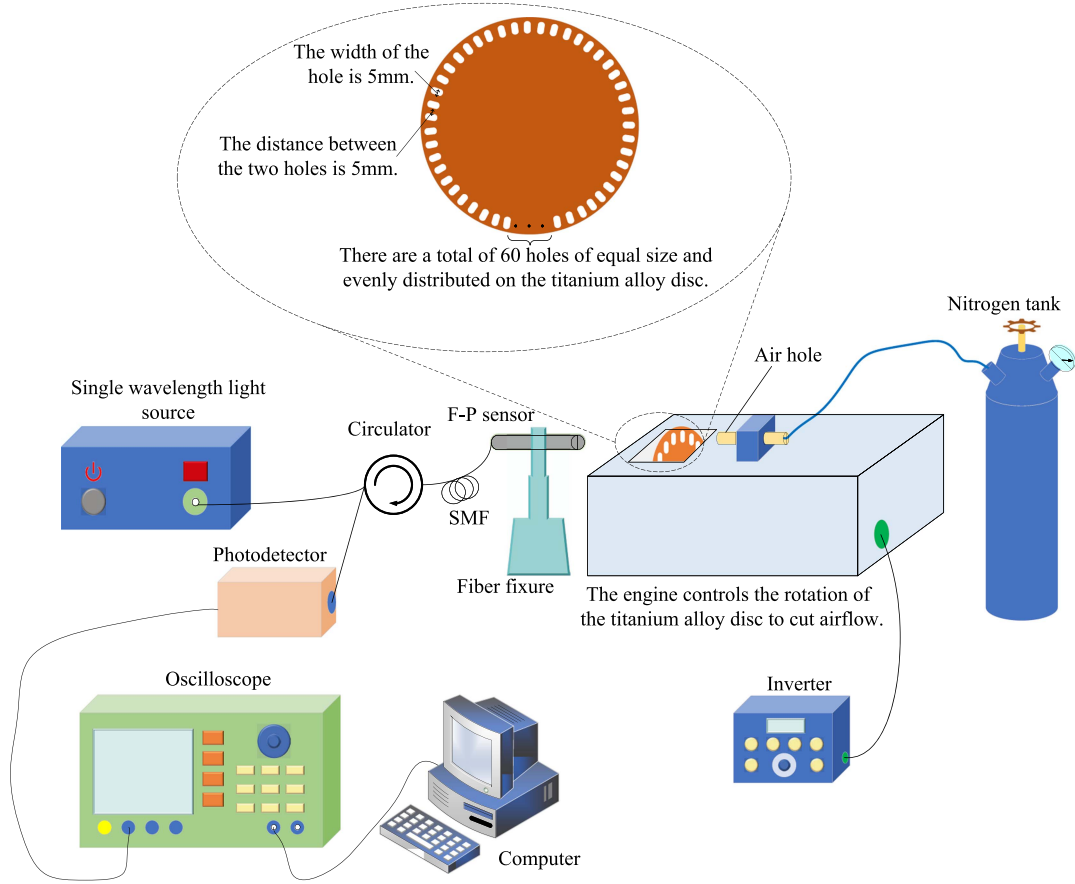 The width of the
hole is 5mm.
The distance between
the two holes is 5mm.
There are a total of 60 holes of equal size and
evenly distributed on the titanium alloy disc.
Nitrogen tank
Air hole
Single wavelength light
source
F-P sensor
Circulator
SMF
Photodetector
Fiber fixure
The engine controls the rotation of
the titanium alloy disc to cut airflow.
Oscilloscope
Inverter
Computer